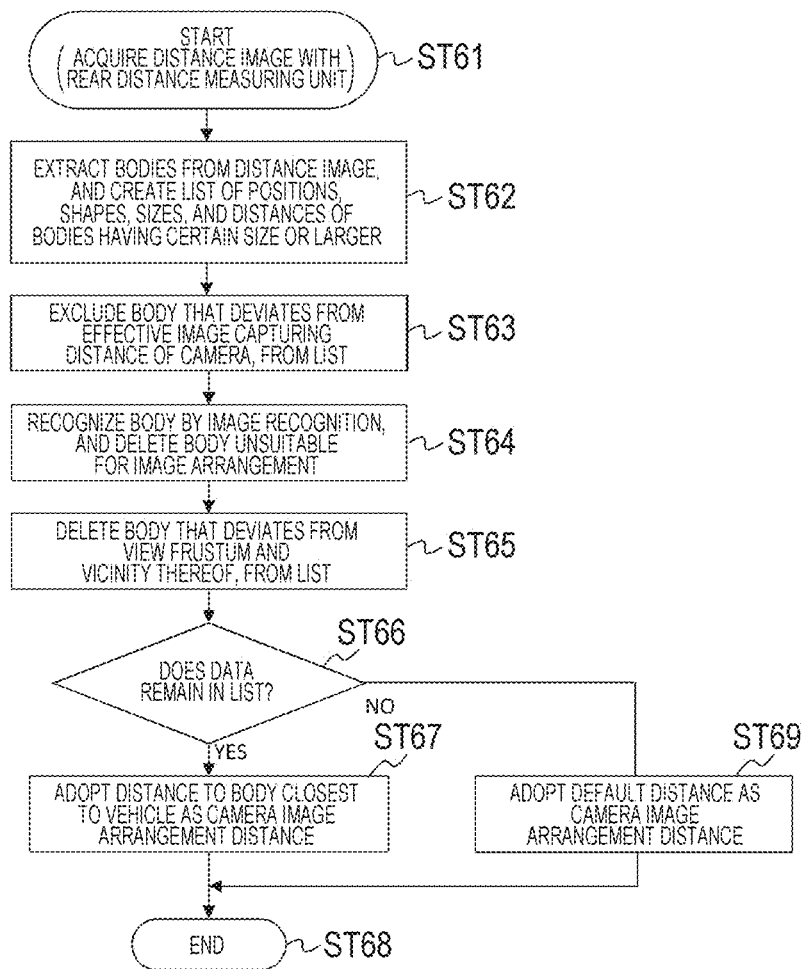 START
(ACQUIRE DISTANCE IMAGE WITH
REAR DISTANCE MEASURING UNIT)
ST61
EXTRACT BODIES FROM DISTANCE IMAGE,
AND CREATE LIST OF POSITIONS,
SHAPES, SIZES, AND DISTANCES OF
BODIES HAVING CERTAIN SIZE OR LARGER
ST62
EXCLUDE BODY THAT DEVIATES FROM
EFFECTIVE IMAGE CAPTURING
DISTANCE OF CAMERA, FROM LIST
ST63
RECOGNIZE BODY BY IMAGE RECOGNITION,
AND DELETE BODY UNSUITABLE
FOR IMAGE ARRANGEMENT
ST64
DELETE BODY THAT DEVIATES FROM
VIEW FRUSTUM AND
VICINITY THEREOF, FROM LIST
ST65
ST66
DOES DATA
REMAIN IN LIST?
NO
YES
ST67
ADOPT DISTANCE TO BODY CLOSEST
TO VEHICLE AS CAMERA IMAGE
ARRANGEMENT DISTANCE
ST69
ADOPT DEFAULT DISTANCE AS
CAMERA IMAGE
ARRANGEMENT DISTANCE
END
ST68